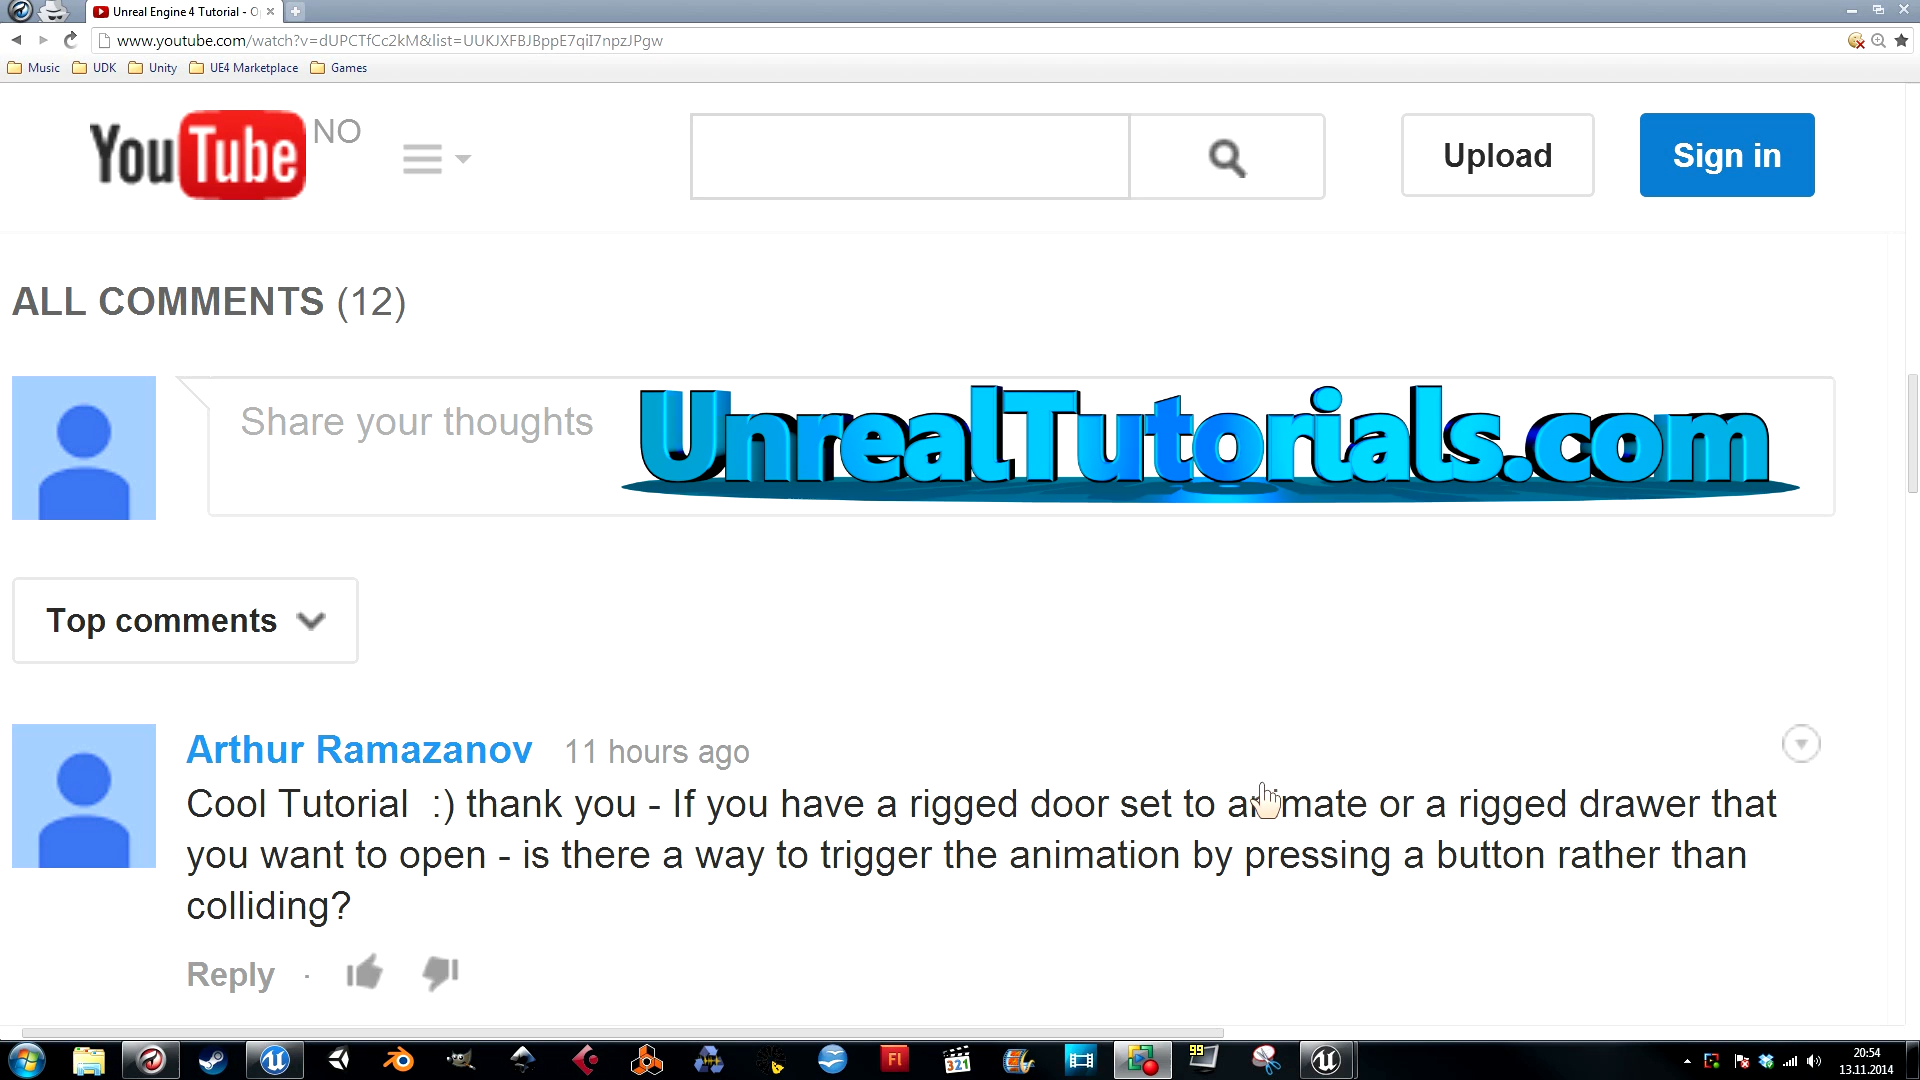 Unreal Engine 4 Tutorial - O
www.youtube.com/watch?v=dUPCTfCc2kM&list=UUKJXFBJBppE7qiI7npzJPgw
Music UDK Unity UE4 Marketplace Games
YouTube NO
Upload
Sign in
ALL COMMENTS (12)
Share your thoughts
UnrealTutorials.com
Top comments
Arthur Ramazanov 11 hours ago
Cool Tutorial :) thank you - If you have a rigged door set to animate or a rigged drawer that
you want to open - is there a way to trigger the animation by pressing a button rather than
colliding?
Reply ·
Fl
321
99
20:54
13.11.2014